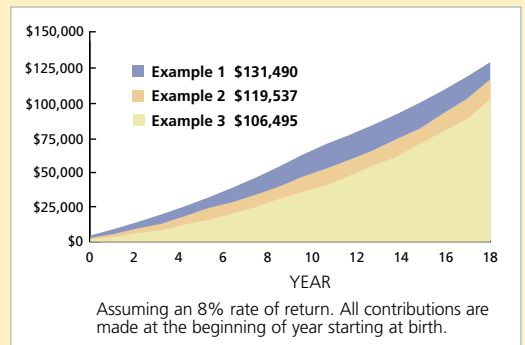 $150,000
$125,000
$100,000
$75,000
$50,000
$25,000
$0
Example 1 $131,490
Example 2 $119,537
Example 3 $106,495
0 2 4 6 8 10 12 14 16 18
YEAR
Assuming an 8% rate of return. All contributions are
made at the beginning of year starting at birth.